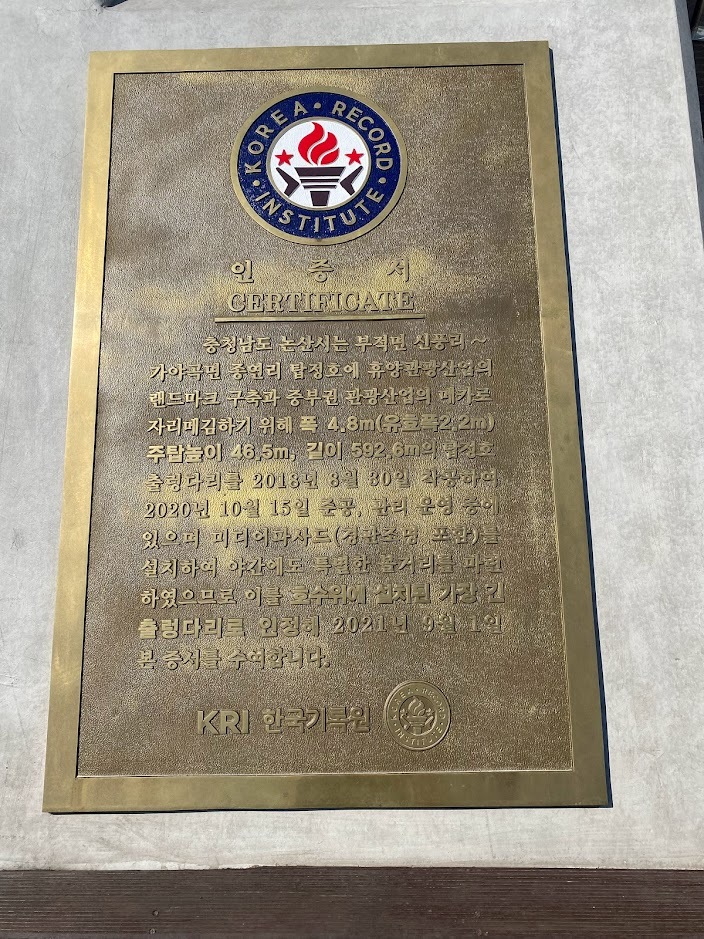 KOREA RECORD INSTITUTE
인 증 서
CERTIFICATE
충청남도 논산시는 부적면 신풍리 ~
가야곡면 종연리 탑정호에 휴양관광산업의
랜드마크 구축과 중부권 관광산업의 메카로
자리매김하기 위해 폭 4.8m(유효폭2.2m)
주탑높이 46.5m, 길이 592.6m의 탑정호
출렁다리를 2018년 8월 30일 착공하여
2020년 10월 15일 준공, 관리 운영 중에
있으며 미디어파사드(경관조명 포함)를
설치하여 야간에도 특별한 볼거리를 마련
하였으므로 이를 호수위에 설치된 가장 긴
출렁다리로 인정하 2021년 9월 1일
본 증서를 수여합니다.
KRI 한국기록원